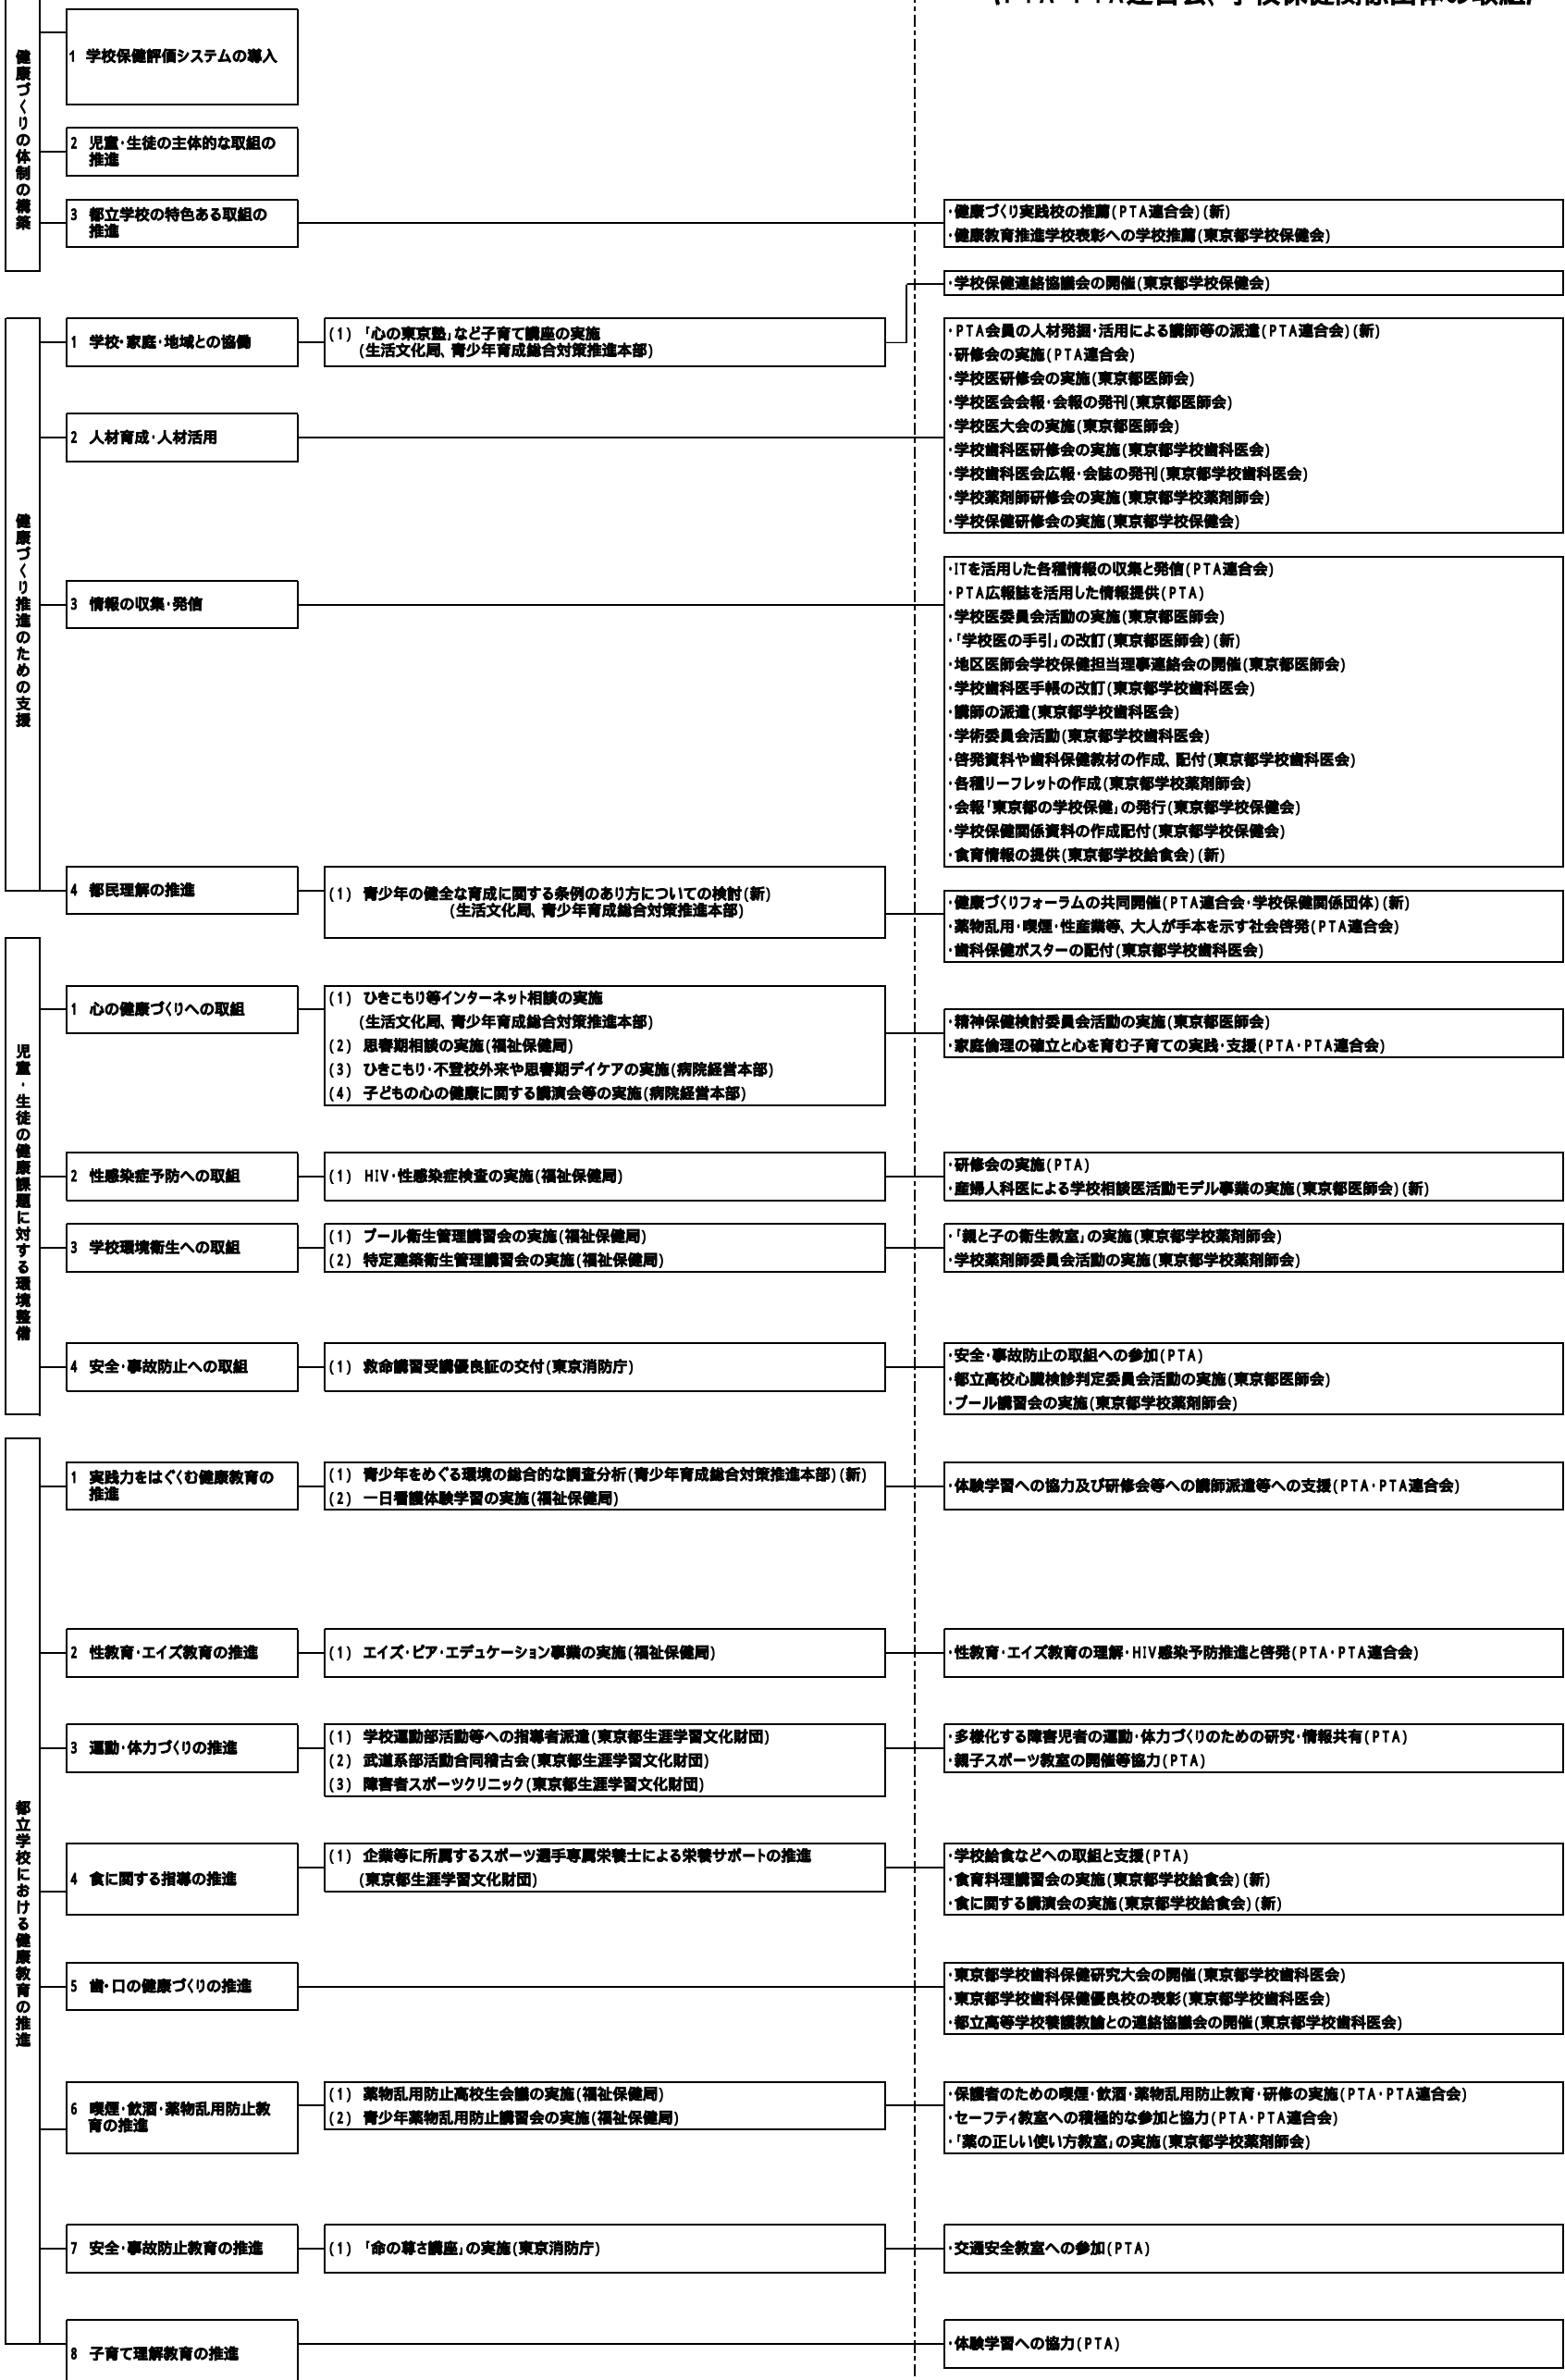 健康づくりの体制の構築
1 学校保健評価システムの導入
2 児童・生徒の主体的な取組の
推進
3 都立学校の特色ある取組の
推進
・健康づくり実践校の推薦(PTA連合会)(新)
・健康教育推進学校表彰への学校推薦(東京都学校保健会)
・学校保健連絡協議会の開催(東京都学校保健会)
健康づくり推進のための支援
1 学校・家庭・地域との協働
(1) 「心の東京塾」など子育て講座の実施
(生活文化局、青少年育成総合対策推進本部)
2 人材育成・人材活用
・PTA会員の人材発掘・活用による講師等の派遣(PTA連合会)(新)
・研修会の実施(PTA連合会)
・学校医研修会の実施(東京都医師会)
・学校医会会報・会報の発刊(東京都医師会)
・学校医大会の実施(東京都医師会)
・学校歯科医研修会の実施(東京都学校歯科医会)
・学校歯科医会広報・会誌の発刊(東京都学校歯科医会)
・学校薬剤師研修会の実施(東京都学校薬剤師会)
・学校保健研修会の実施(東京都学校保健会)
3 情報の収集・発信
・ITを活用した各種情報の収集と発信(PTA連合会)
・PTA広報誌を活用した情報提供(PTA)
・学校医委員会活動の実施(東京都医師会)
・「学校医の手引」の改訂(東京都医師会)(新)
・地区医師会学校保健担当理事連絡会の開催(東京都医師会)
・学校歯科医手帳の改訂(東京都学校歯科医会)
・講師の派遣(東京都学校歯科医会)
・学術委員会活動(東京都学校歯科医会)
・啓発資料や歯科保健教材の作成、配付(東京都学校歯科医会)
・各種リーフレットの作成(東京都学校薬剤師会)
・会報「東京都の学校保健」の発行(東京都学校保健会)
・学校保健関係資料の作成配付(東京都学校保健会)
・食育情報の提供(東京都学校給食会)(新)
4 都民理解の推進
(1) 青少年の健全な育成に関する条例のあり方についての検討(新)
(生活文化局、青少年育成総合対策推進本部)
・健康づくりフォーラムの共同開催(PTA連合会・学校保健関係団体)(新)
・薬物乱用・喫煙・性産業等、大人が手本を示す社会啓発(PTA連合会)
・歯科保健ポスターの配付(東京都学校歯科医会)
児童・生徒の健康課題に対する環境整備
1 心の健康づくりへの取組
(1) ひきこもり等インターネット相談の実施
(生活文化局、青少年育成総合対策推進本部)
(2) 思春期相談の実施(福祉保健局)
(3) ひきこもり・不登校外来や思春期デイケアの実施(病院経営本部)
(4) 子どもの心の健康に関する講演会等の実施(病院経営本部)
・精神保健検討委員会活動の実施(東京都医師会)
・家庭倫理の確立と心を育む子育ての実践・支援(PTA・PTA連合会)
2 性感染症予防への取組
(1) HIV・性感染症検査の実施(福祉保健局)
・研修会の実施(PTA)
・産婦人科医による学校相談医活動モデル事業の実施(東京都医師会)(新)
3 学校環境衛生への取組
(1) プール衛生管理講習会の実施(福祉保健局)
(2) 特定建築衛生管理講習会の実施(福祉保健局)
・「親と子の衛生教室」の実施(東京都学校薬剤師会)
・学校薬剤師委員会活動の実施(東京都学校薬剤師会)
4 安全・事故防止への取組
(1) 救命講習受講優良証の交付(東京消防庁)
・安全・事故防止の取組への参加(PTA)
・都立高校心臓検診判定委員会活動の実施(東京都医師会)
・プール講習会の実施(東京都学校薬剤師会)
都立学校における健康教育の推進
1 実践力をはぐくむ健康教育の
推進
(1) 青少年をめぐる環境の総合的な調査分析(青少年育成総合対策推進本部)(新)
(2) 一日看護体験学習の実施(福祉保健局)
・体験学習への協力及び研修会等への講師派遣等への支援(PTA・PTA連合会)
2 性教育・エイズ教育の推進
(1) エイズ・ピア・エデュケーション事業の実施(福祉保健局)
・性教育・エイズ教育の理解・HIV感染予防推進と啓発(PTA・PTA連合会)
3 運動・体力づくりの推進
(1) 学校運動部活動等への指導者派遣(東京都生涯学習文化財団)
(2) 武道系部活動合同稽古会(東京都生涯学習文化財団)
(3) 障害者スポーツクリニック(東京都生涯学習文化財団)
・多様化する障害児者の運動・体力づくりのための研究・情報共有(PTA)
・親子スポーツ教室の開催等協力(PTA)
4 食に関する指導の推進
(1) 企業等に所属するスポーツ選手専属栄養士による栄養サポートの推進
(東京都生涯学習文化財団)
・学校給食などへの取組と支援(PTA)
・食育料理講習会の実施(東京都学校給食会)(新)
・食に関する講演会の実施(東京都学校給食会)(新)
5 歯・口の健康づくりの推進
・東京都学校歯科保健研究大会の開催(東京都学校歯科医会)
・東京都学校歯科保健優良校の表彰(東京都学校歯科医会)
・都立高等学校養護教諭との連絡協議会の開催(東京都学校歯科医会)
6 喫煙・飲酒・薬物乱用防止教
育の推進
(1) 薬物乱用防止高校生会議の実施(福祉保健局)
(2) 青少年薬物乱用防止講習会の実施(福祉保健局)
・保護者のための喫煙・飲酒・薬物乱用防止教育・研修の実施(PTA・PTA連合会)
・セーフティ教室への積極的な参加と協力(PTA・PTA連合会)
・「薬の正しい使い方教室」の実施(東京都学校薬剤師会)
7 安全・事故防止教育の推進
(1) 「命の尊さ講座」の実施(東京消防庁)
・交通安全教室への参加(PTA)
8 子育て理解教育の推進
・体験学習への協力(PTA)